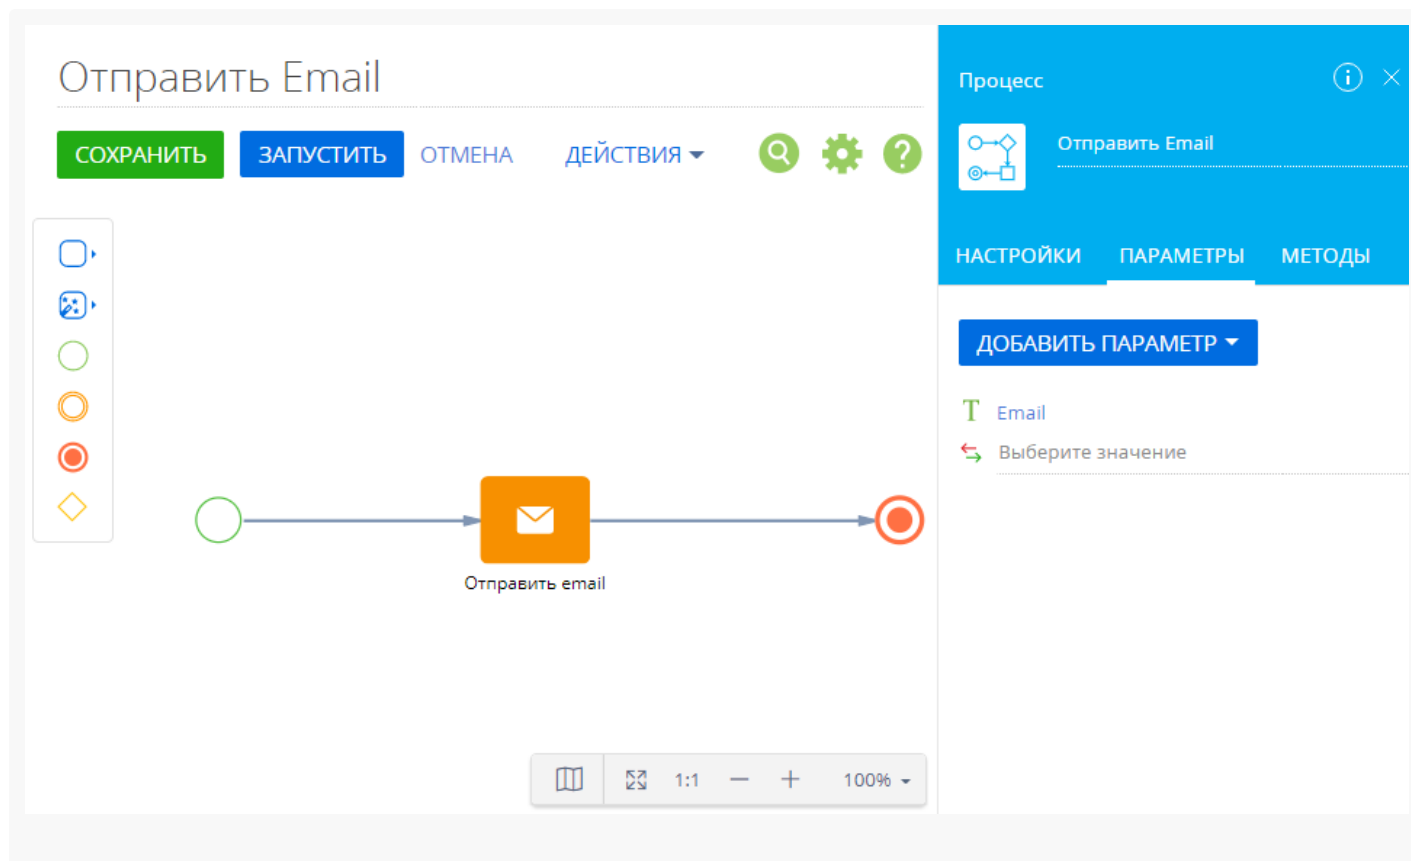 Отправить Email
СОХРАНИТЬ
ЗАПУСТИТЬ
ОТМЕНА
ДЕЙСТВИЯ
Отправить email
1:1
100%
Процесс
Отправить Email
НАСТРОЙКИ
ПАРАМЕТРЫ
МЕТОДЫ
ДОБАВИТЬ ПАРАМЕТР
Email
Выберите значение